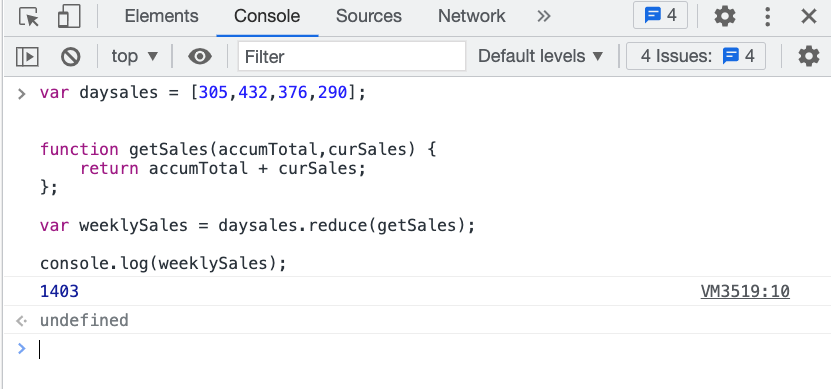 Elements Console Sources Network » 4
top ▼ Filter Default levels ▼ 4 Issues: 4
> var daysales = [305,432,376,290];
function getSales(accumTotal,curSales) {
    return accumTotal + curSales;
};
var weeklySales = daysales.reduce(getSales);
console.log(weeklySales);
1403 VM3519:10
undefined